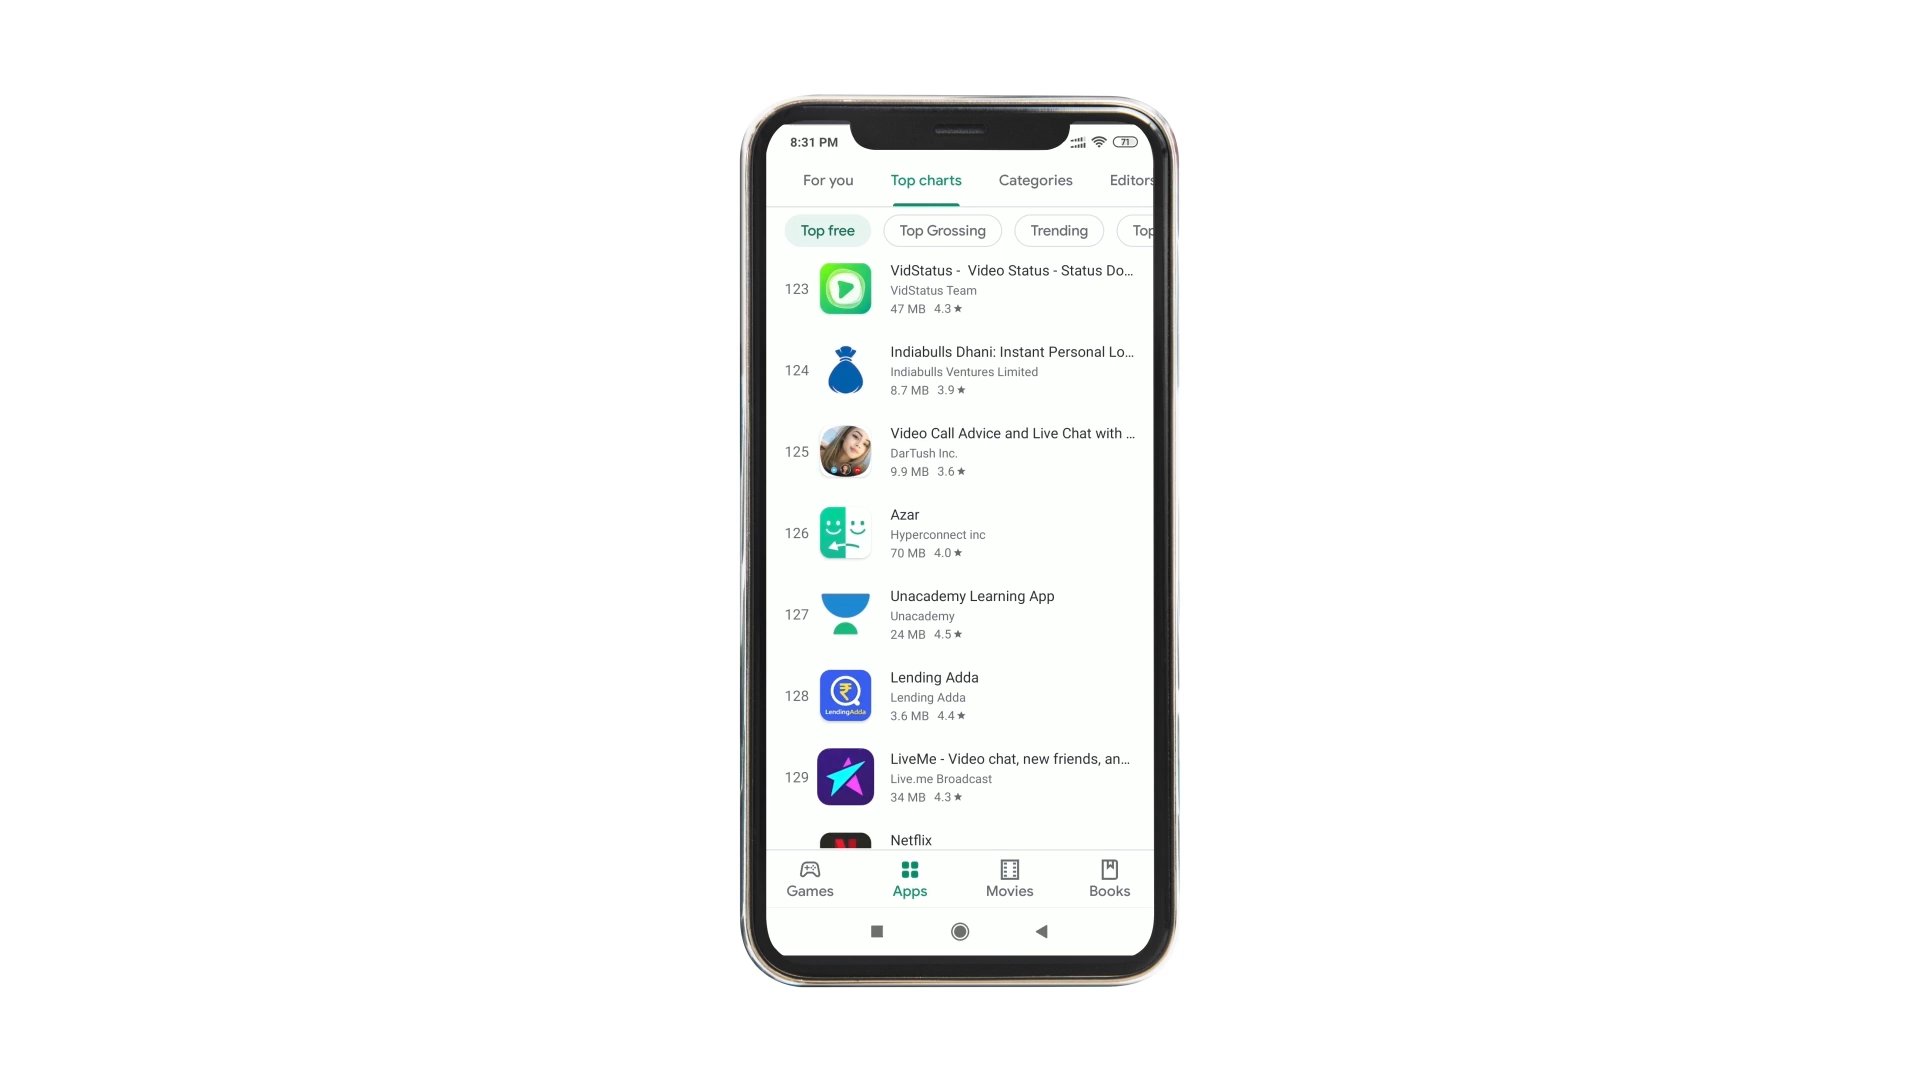 8:31 PM
71
For you Top charts Categories Editors
Top free Top Grossing Trending Top
123
VidStatus - Video Status - Status Do...
VidStatus Team
47 MB 4.3★
124
Indiabulls Dhani: Instant Personal Lo...
Indiabulls Ventures Limited
8.7 MB 3.9★
125
Video Call Advice and Live Chat with ...
DarTush Inc.
9.9 MB 3.6★
126
Azar
Hyperconnect inc
70 MB 4.0★
127
Unacademy Learning App
Unacademy
24 MB 4.5★
128
₹
LendingAdda
Lending Adda
Lending Adda
3.6 MB 4.4★
129
LiveMe - Video chat, new friends, an...
Live.me Broadcast
34 MB 4.3★
Netflix
Games Apps Movies Books